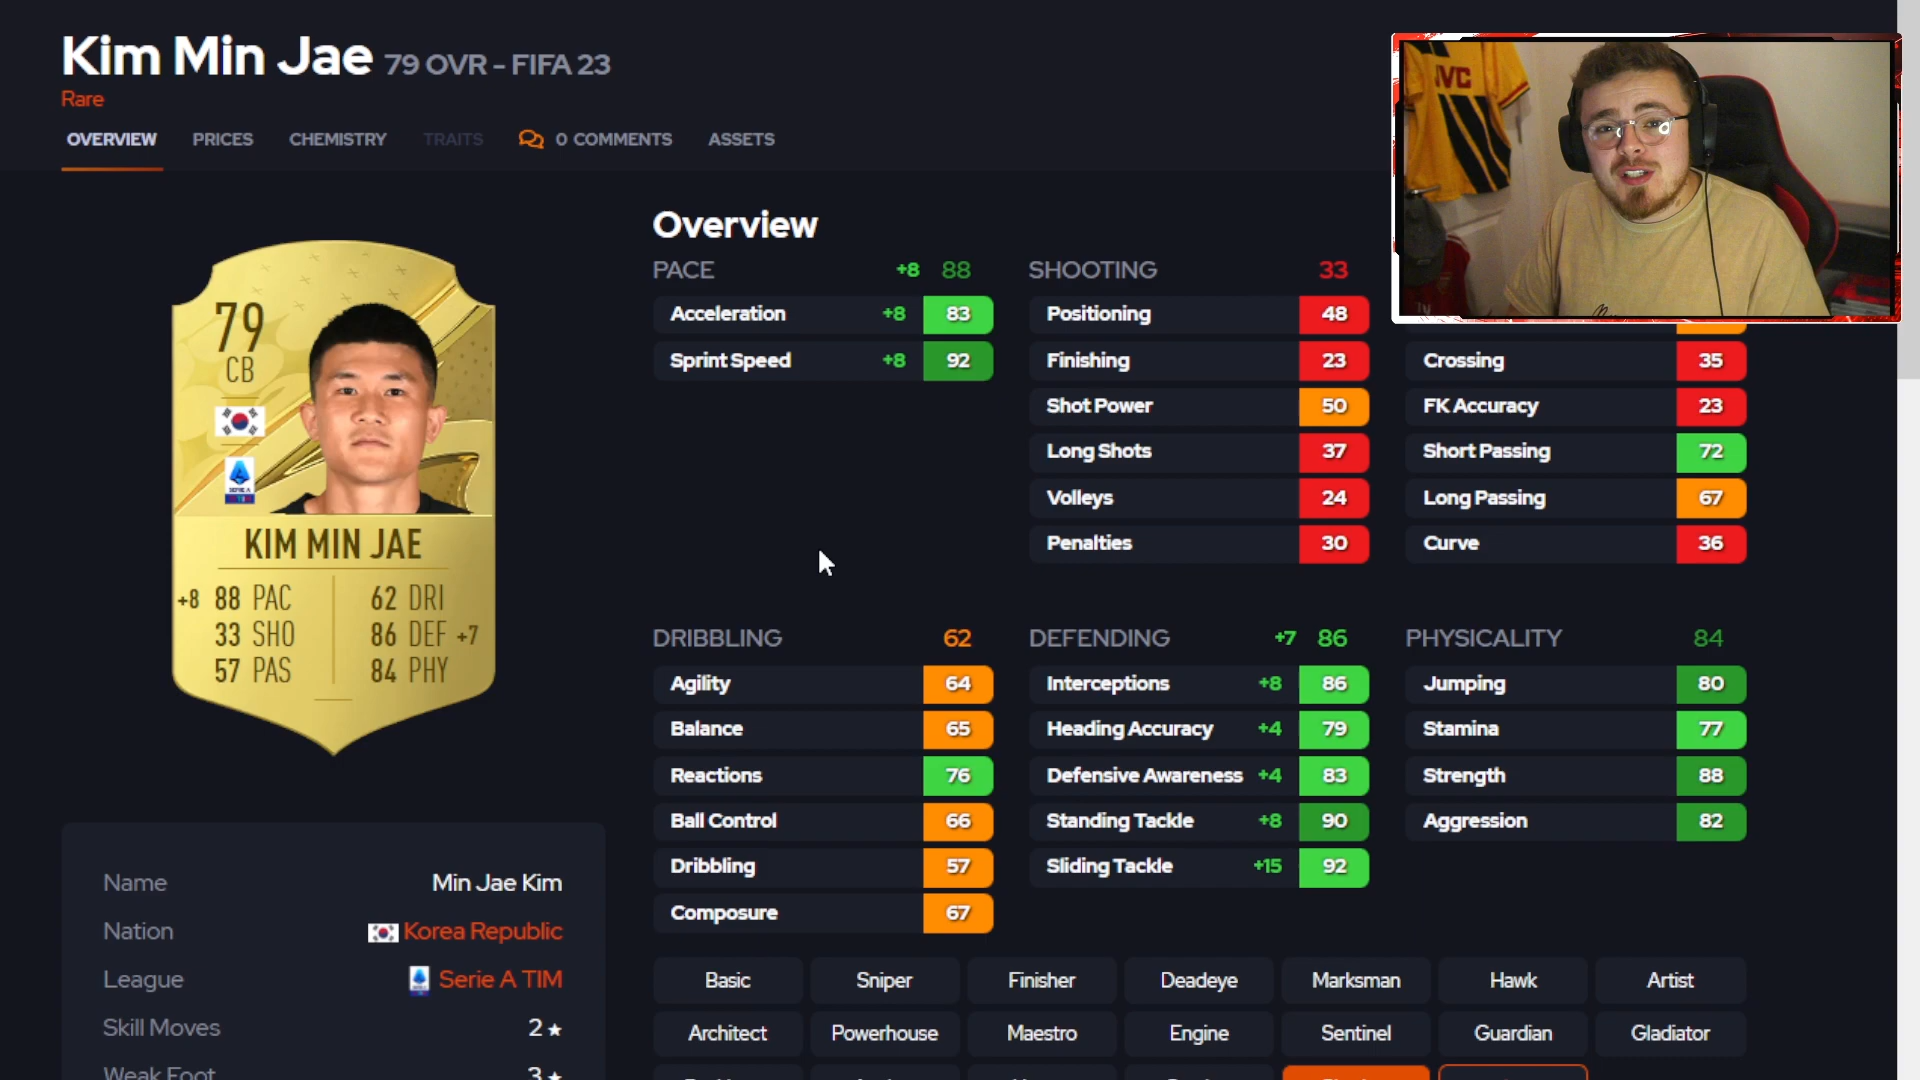 Kim Min Jae 79 OVR - FIFA 23
Rare
OVERVIEW PRICES CHEMISTRY TRAITS 0 COMMENTS ASSETS
JVC
79
CB
KIM MIN JAE
+8 88 PAC 62 DRI
33 SHO 86 DEF +7
57 PAS 84 PHY
Name Min Jae Kim
Nation Korea Republic
League Serie A TIM
Skill Moves 2 ★
Weak Foot 3 ★
Overview
PACE +8 88
Acceleration +8 83
Sprint Speed +8 92
SHOOTING 33
Positioning 48
Finishing 23
Shot Power 50
Long Shots 37
Volleys 24
Penalties 30
Crossing 35
FK Accuracy 23
Short Passing 72
Long Passing 67
Curve 36
DRIBBLING 62
Agility 64
Balance 65
Reactions 76
Ball Control 66
Dribbling 57
Composure 67
DEFENDING +7 86
Interceptions +8 86
Heading Accuracy +4 79
Defensive Awareness +4 83
Standing Tackle +8 90
Sliding Tackle +15 92
PHYSICALITY 84
Jumping 80
Stamina 77
Strength 88
Aggression 82
Basic Sniper Finisher Deadeye Marksman Hawk Artist
Architect Powerhouse Maestro Engine Sentinel Guardian Gladiator